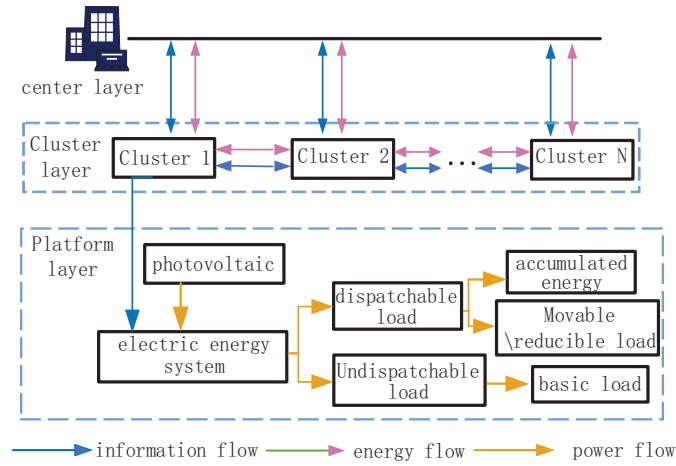 center layer
Cluster
layer
Cluster 1
Cluster 2
...
Cluster N
Platform
layer
photovoltaic
electric energy
system
dispatchable
load
Undispatchable
load
accumulated
energy
Movable
\reducible load
basic load
information flow
energy flow
power flow